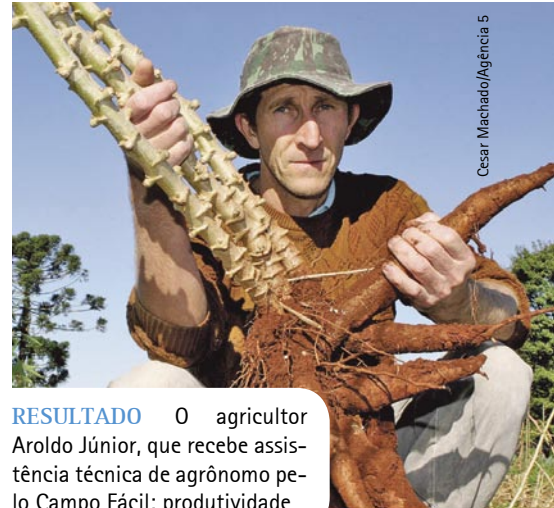 Cesar Machado/Agência 5
RESULTADO O agricultor
Aroldo Júnior, que recebe assis-
tência técnica de agrônomo pe-
lo Campo Fácil: produtividade